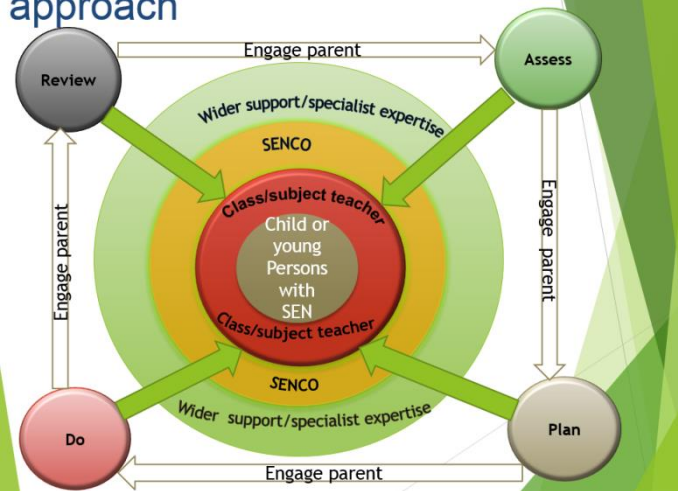 approach
Engage parent
Review
Assess
Wider support/specialist expertise
SENCO
Class/subject teacher
Child or
young
Persons
with
SEN
Class/subject teacher
SENCO
Wider support/specialist expertise
Engage parent
Engage parent
Do
Plan
Engage parent